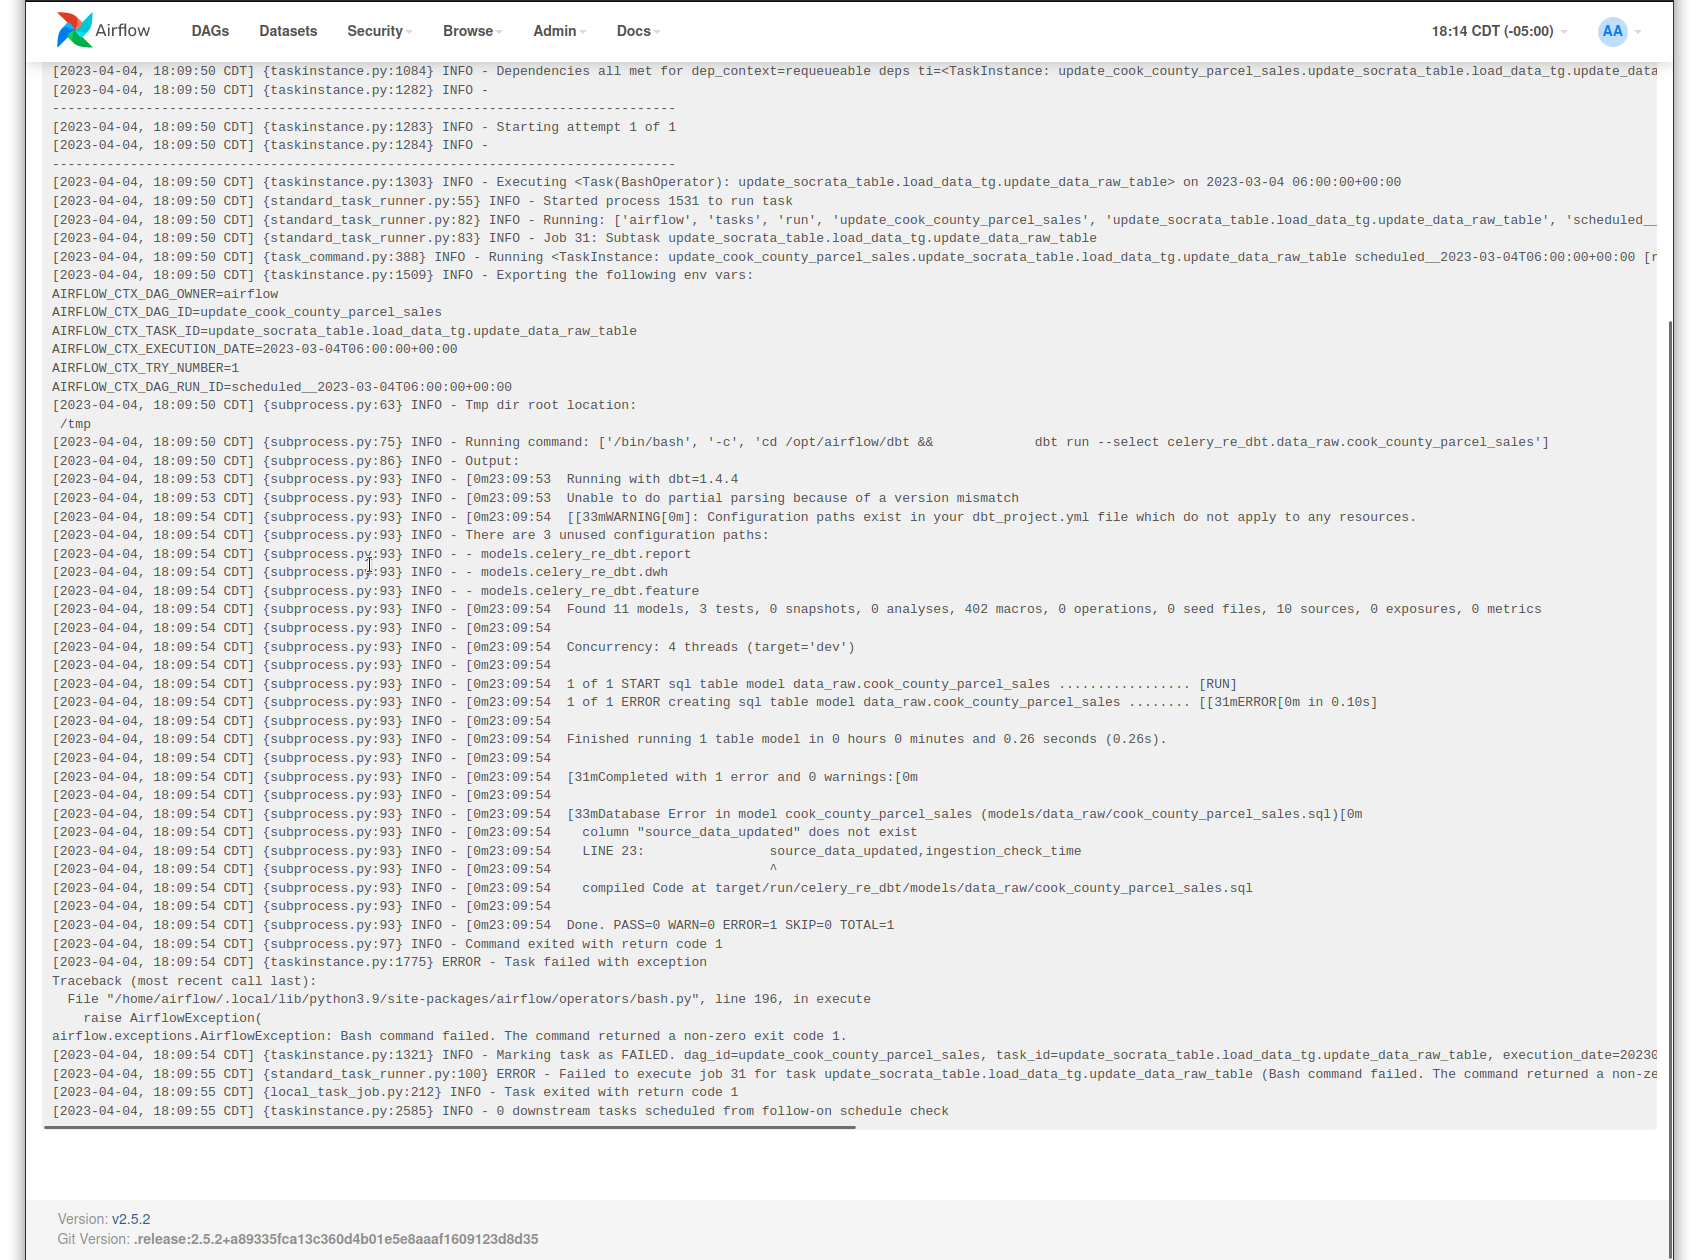 Airflow DAGs Datasets Security Browse Admin Docs 18:14 CDT (-05:00) AA
[2023-04-04, 18:09:50 CDT] {taskinstance.py:1084} INFO - Dependencies all met for dep_context=requeueable deps ti=<TaskInstance: update_cook_county_parcel_sales.update_socrata_table.load_data_tg.update_data
[2023-04-04, 18:09:50 CDT] {taskinstance.py:1282} INFO -
--------------------------------------------------------------------------------
[2023-04-04, 18:09:50 CDT] {taskinstance.py:1283} INFO - Starting attempt 1 of 1
[2023-04-04, 18:09:50 CDT] {taskinstance.py:1284} INFO -
--------------------------------------------------------------------------------
[2023-04-04, 18:09:50 CDT] {taskinstance.py:1303} INFO - Executing <Task(BashOperator): update_socrata_table.load_data_tg.update_data_raw_table> on 2023-03-04 06:00:00+00:00
[2023-04-04, 18:09:50 CDT] {standard_task_runner.py:55} INFO - Started process 1531 to run task
[2023-04-04, 18:09:50 CDT] {standard_task_runner.py:82} INFO - Running: ['airflow', 'tasks', 'run', 'update_cook_county_parcel_sales', 'update_socrata_table.load_data_tg.update_data_raw_table', 'scheduled__
[2023-04-04, 18:09:50 CDT] {standard_task_runner.py:83} INFO - Job 31: Subtask update_socrata_table.load_data_tg.update_data_raw_table
[2023-04-04, 18:09:50 CDT] {task_command.py:388} INFO - Running <TaskInstance: update_cook_county_parcel_sales.update_socrata_table.load_data_tg.update_data_raw_table scheduled__2023-03-04T06:00:00+00:00 [r
[2023-04-04, 18:09:50 CDT] {taskinstance.py:1509} INFO - Exporting the following env vars:
AIRFLOW_CTX_DAG_OWNER=airflow
AIRFLOW_CTX_DAG_ID=update_cook_county_parcel_sales
AIRFLOW_CTX_TASK_ID=update_socrata_table.load_data_tg.update_data_raw_table
AIRFLOW_CTX_EXECUTION_DATE=2023-03-04T06:00:00+00:00
AIRFLOW_CTX_TRY_NUMBER=1
AIRFLOW_CTX_DAG_RUN_ID=scheduled__2023-03-04T06:00:00+00:00
[2023-04-04, 18:09:50 CDT] {subprocess.py:63} INFO - Tmp dir root location:
/tmp
[2023-04-04, 18:09:50 CDT] {subprocess.py:75} INFO - Running command: ['/bin/bash', '-c', 'cd /opt/airflow/dbt &&             dbt run --select celery_re_dbt.data_raw.cook_county_parcel_sales']
[2023-04-04, 18:09:50 CDT] {subprocess.py:86} INFO - Output:
[2023-04-04, 18:09:53 CDT] {subprocess.py:93} INFO - [0m23:09:53  Running with dbt=1.4.4
[2023-04-04, 18:09:53 CDT] {subprocess.py:93} INFO - [0m23:09:53  Unable to do partial parsing because of a version mismatch
[2023-04-04, 18:09:54 CDT] {subprocess.py:93} INFO - [0m23:09:54  [[33mWARNING[0m]: Configuration paths exist in your dbt_project.yml file which do not apply to any resources.
[2023-04-04, 18:09:54 CDT] {subprocess.py:93} INFO - There are 3 unused configuration paths:
[2023-04-04, 18:09:54 CDT] {subprocess.py:93} INFO - - models.celery_re_dbt.report
[2023-04-04, 18:09:54 CDT] {subprocess.py:93} INFO - - models.celery_re_dbt.dwh
[2023-04-04, 18:09:54 CDT] {subprocess.py:93} INFO - - models.celery_re_dbt.feature
[2023-04-04, 18:09:54 CDT] {subprocess.py:93} INFO - [0m23:09:54  Found 11 models, 3 tests, 0 snapshots, 0 analyses, 402 macros, 0 operations, 0 seed files, 10 sources, 0 exposures, 0 metrics
[2023-04-04, 18:09:54 CDT] {subprocess.py:93} INFO - [0m23:09:54
[2023-04-04, 18:09:54 CDT] {subprocess.py:93} INFO - [0m23:09:54  Concurrency: 4 threads (target='dev')
[2023-04-04, 18:09:54 CDT] {subprocess.py:93} INFO - [0m23:09:54
[2023-04-04, 18:09:54 CDT] {subprocess.py:93} INFO - [0m23:09:54  1 of 1 START sql table model data_raw.cook_county_parcel_sales ................. [RUN]
[2023-04-04, 18:09:54 CDT] {subprocess.py:93} INFO - [0m23:09:54  1 of 1 ERROR creating sql table model data_raw.cook_county_parcel_sales ........ [[31mERROR[0m in 0.10s]
[2023-04-04, 18:09:54 CDT] {subprocess.py:93} INFO - [0m23:09:54
[2023-04-04, 18:09:54 CDT] {subprocess.py:93} INFO - [0m23:09:54  Finished running 1 table model in 0 hours 0 minutes and 0.26 seconds (0.26s).
[2023-04-04, 18:09:54 CDT] {subprocess.py:93} INFO - [0m23:09:54
[2023-04-04, 18:09:54 CDT] {subprocess.py:93} INFO - [0m23:09:54  [31mCompleted with 1 error and 0 warnings:[0m
[2023-04-04, 18:09:54 CDT] {subprocess.py:93} INFO - [0m23:09:54
[2023-04-04, 18:09:54 CDT] {subprocess.py:93} INFO - [0m23:09:54  [33mDatabase Error in model cook_county_parcel_sales (models/data_raw/cook_county_parcel_sales.sql)[0m
[2023-04-04, 18:09:54 CDT] {subprocess.py:93} INFO - [0m23:09:54    column "source_data_updated" does not exist
[2023-04-04, 18:09:54 CDT] {subprocess.py:93} INFO - [0m23:09:54    LINE 23:                source_data_updated,ingestion_check_time
[2023-04-04, 18:09:54 CDT] {subprocess.py:93} INFO - [0m23:09:54                            ^
[2023-04-04, 18:09:54 CDT] {subprocess.py:93} INFO - [0m23:09:54    compiled Code at target/run/celery_re_dbt/models/data_raw/cook_county_parcel_sales.sql
[2023-04-04, 18:09:54 CDT] {subprocess.py:93} INFO - [0m23:09:54
[2023-04-04, 18:09:54 CDT] {subprocess.py:93} INFO - [0m23:09:54  Done. PASS=0 WARN=0 ERROR=1 SKIP=0 TOTAL=1
[2023-04-04, 18:09:54 CDT] {subprocess.py:97} INFO - Command exited with return code 1
[2023-04-04, 18:09:54 CDT] {taskinstance.py:1775} ERROR - Task failed with exception
Traceback (most recent call last):
  File "/home/airflow/.local/lib/python3.9/site-packages/airflow/operators/bash.py", line 196, in execute
    raise AirflowException(
airflow.exceptions.AirflowException: Bash command failed. The command returned a non-zero exit code 1.
[2023-04-04, 18:09:54 CDT] {taskinstance.py:1321} INFO - Marking task as FAILED. dag_id=update_cook_county_parcel_sales, task_id=update_socrata_table.load_data_tg.update_data_raw_table, execution_date=20230
[2023-04-04, 18:09:55 CDT] {standard_task_runner.py:100} ERROR - Failed to execute job 31 for task update_socrata_table.load_data_tg.update_data_raw_table (Bash command failed. The command returned a non-ze
[2023-04-04, 18:09:55 CDT] {local_task_job.py:212} INFO - Task exited with return code 1
[2023-04-04, 18:09:55 CDT] {taskinstance.py:2585} INFO - 0 downstream tasks scheduled from follow-on schedule check
Version: v2.5.2
Git Version: .release:2.5.2+a89335fca13c360d4b01e5e8aaaf1609123d8d35